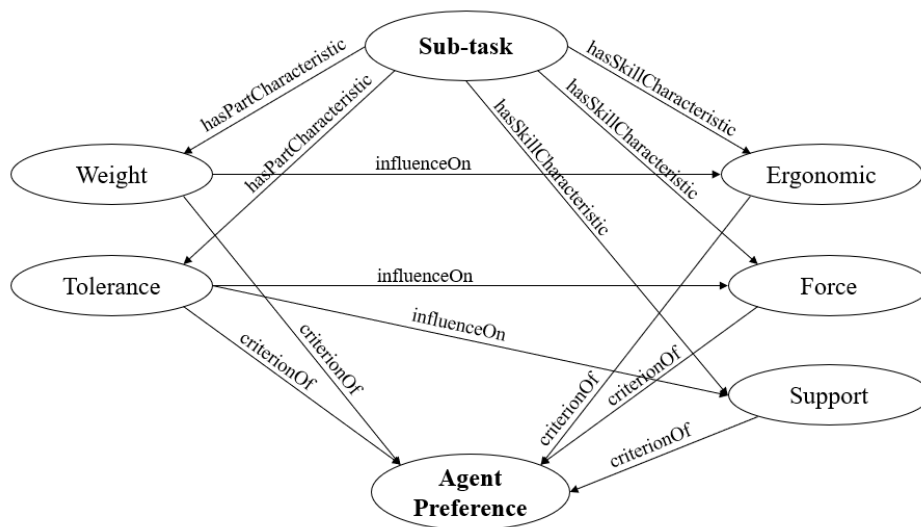 Sub-task
hasPartCharacteristic
hasPartCharacteristic
hasSkillCharacteristic
hasSkillCharacteristic
hasSkillCharacteristic
Weight
influenceOn
Ergonomic
Tolerance
influenceOn
Force
influenceOn
Support
criterionOf
criterionOf
criterionOf
criterionOf
criterionOf
Agent
Preference